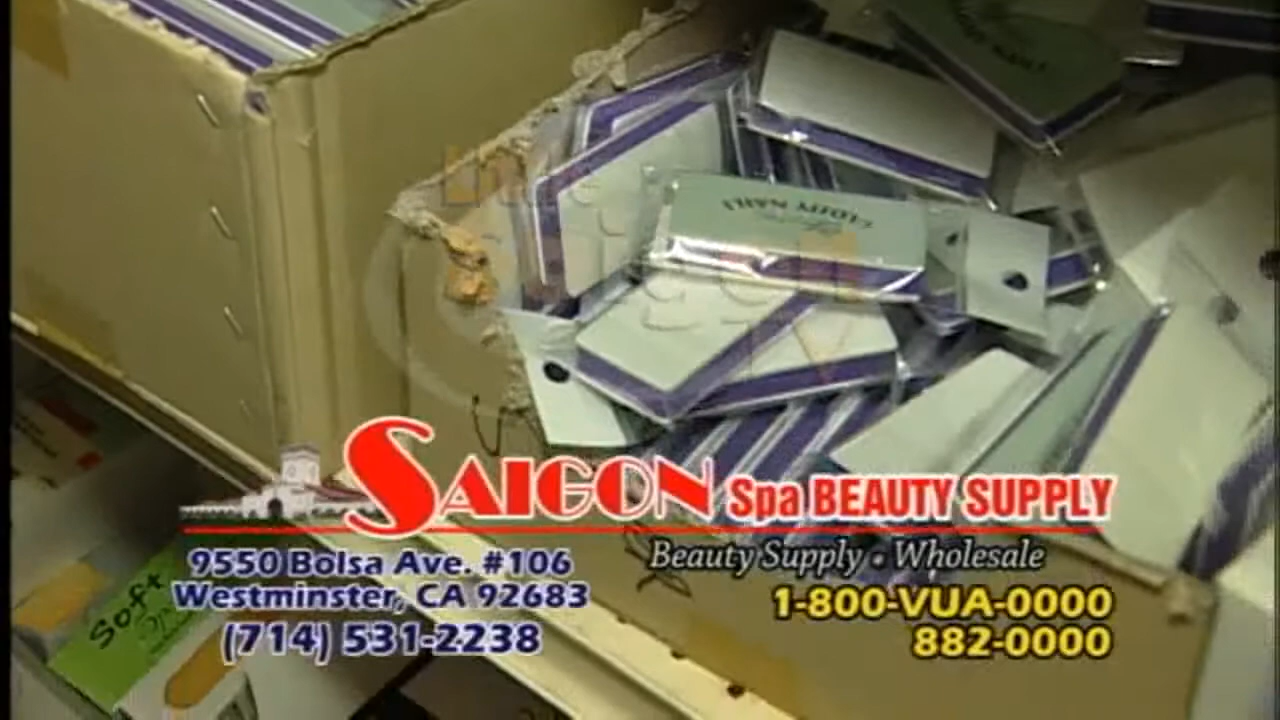 SAIGON Spa BEAUTY SUPPLY
Beauty Supply • Wholesale
9550 Bolsa Ave. #106
Westminster, CA 92683
(714) 531-2238
1-800-VUA-0000
882-0000
Soft